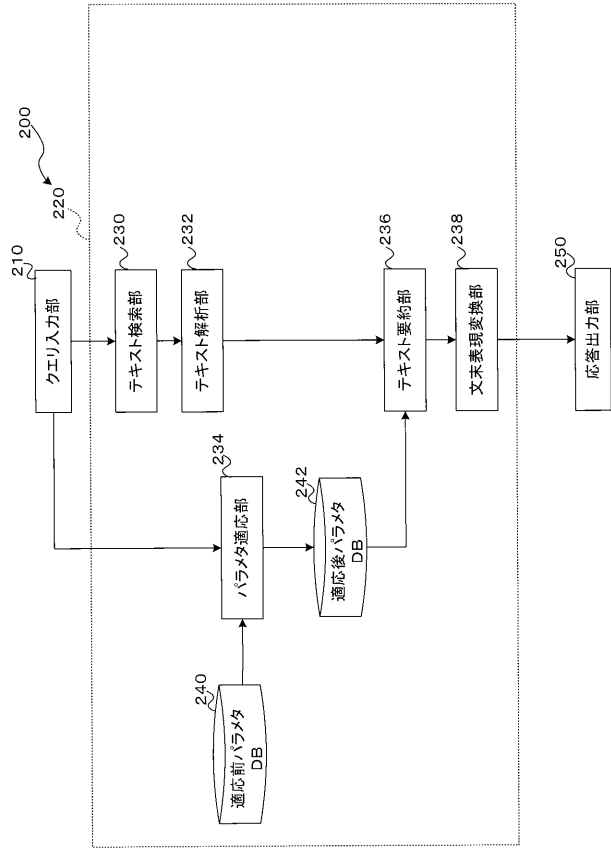 200
220
210
クエリ入力部
230
テキスト検索部
232
テキスト解析部
234
パラメタ適応部
240
適応前パラメタ
DB
242
適応後パラメタ
DB
236
テキスト要約部
238
文末表現変換部
250
応答出力部